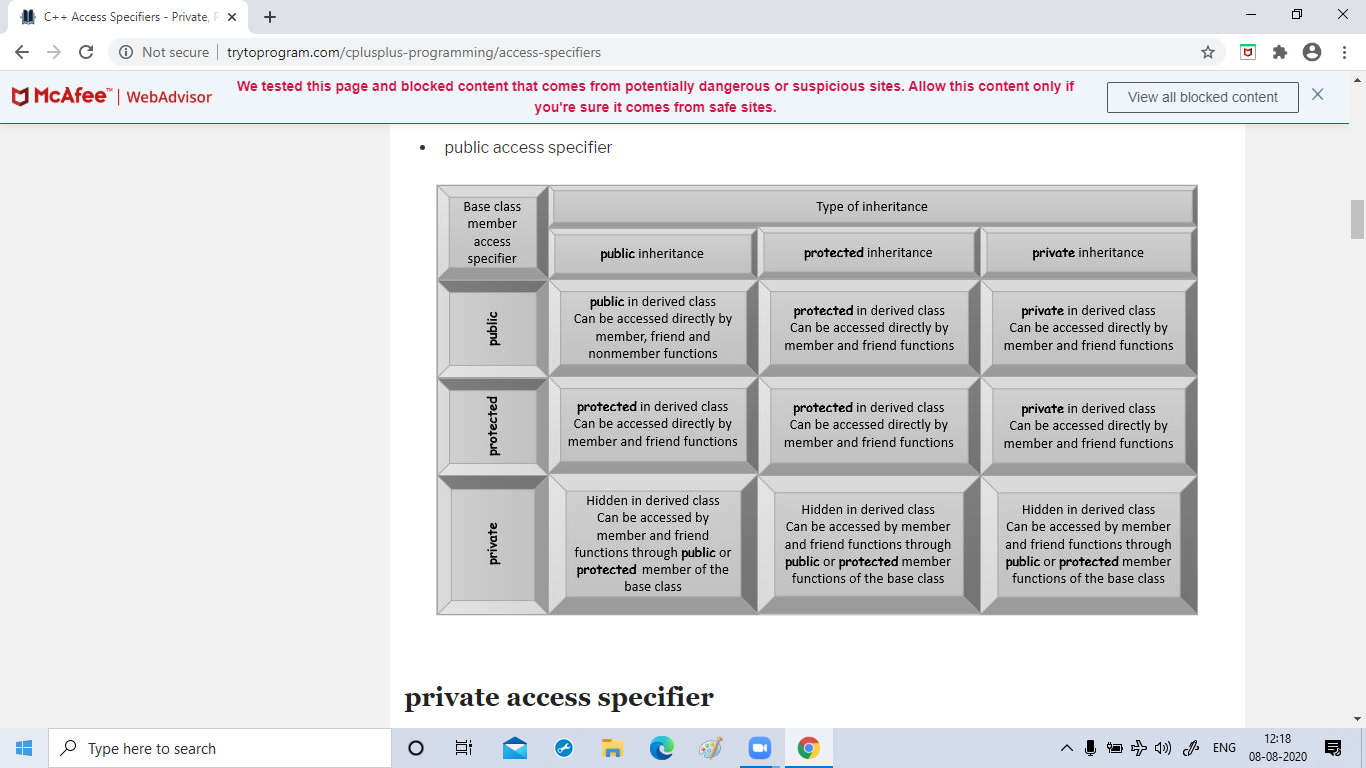 C++ Access Specifiers - Private,
Not secure
trytoprogram.com/cplusplus-programming/access-specifiers
McAfee™ | WebAdvisor
We tested this page and blocked content that comes from potentially dangerous or suspicious sites. Allow this content only if
you're sure it comes from safe sites.
View all blocked content
• public access specifier
Base class
member
access
specifier
Type of inheritance
public inheritance
protected inheritance
private inheritance
public
public in derived class
Can be accessed directly by
member, friend and
nonmember functions
protected in derived class
Can be accessed directly by
member and friend functions
private in derived class
Can be accessed directly by
member and friend functions
protected
protected in derived class
Can be accessed directly by
member and friend functions
protected in derived class
Can be accessed directly by
member and friend functions
private in derived class
Can be accessed directly by
member and friend functions
private
Hidden in derived class
Can be accessed by
member and friend
functions through public or
protected member of the
base class
Hidden in derived class
Can be accessed by member
and friend functions through
public or protected member
functions of the base class
Hidden in derived class
Can be accessed by member
and friend functions through
public or protected member
functions of the base class
private access specifier
Type here to search
ENG
12:18
08-08-2020